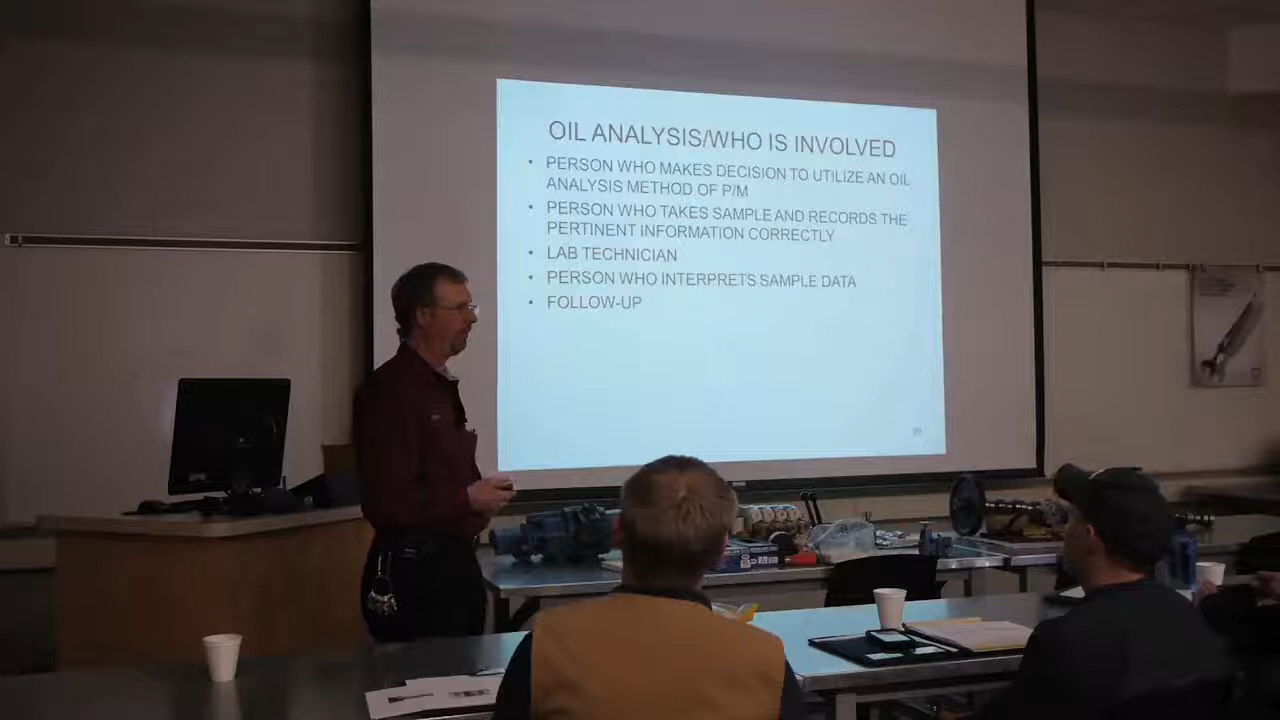 OIL ANALYSIS/WHO IS INVOLVED
• PERSON WHO MAKES DECISION TO UTILIZE AN OIL
ANALYSIS METHOD OF P/M
• PERSON WHO TAKES SAMPLE AND RECORDS THE
PERTINENT INFORMATION CORRECTLY
• LAB TECHNICIAN
• PERSON WHO INTERPRETS SAMPLE DATA
• FOLLOW-UP